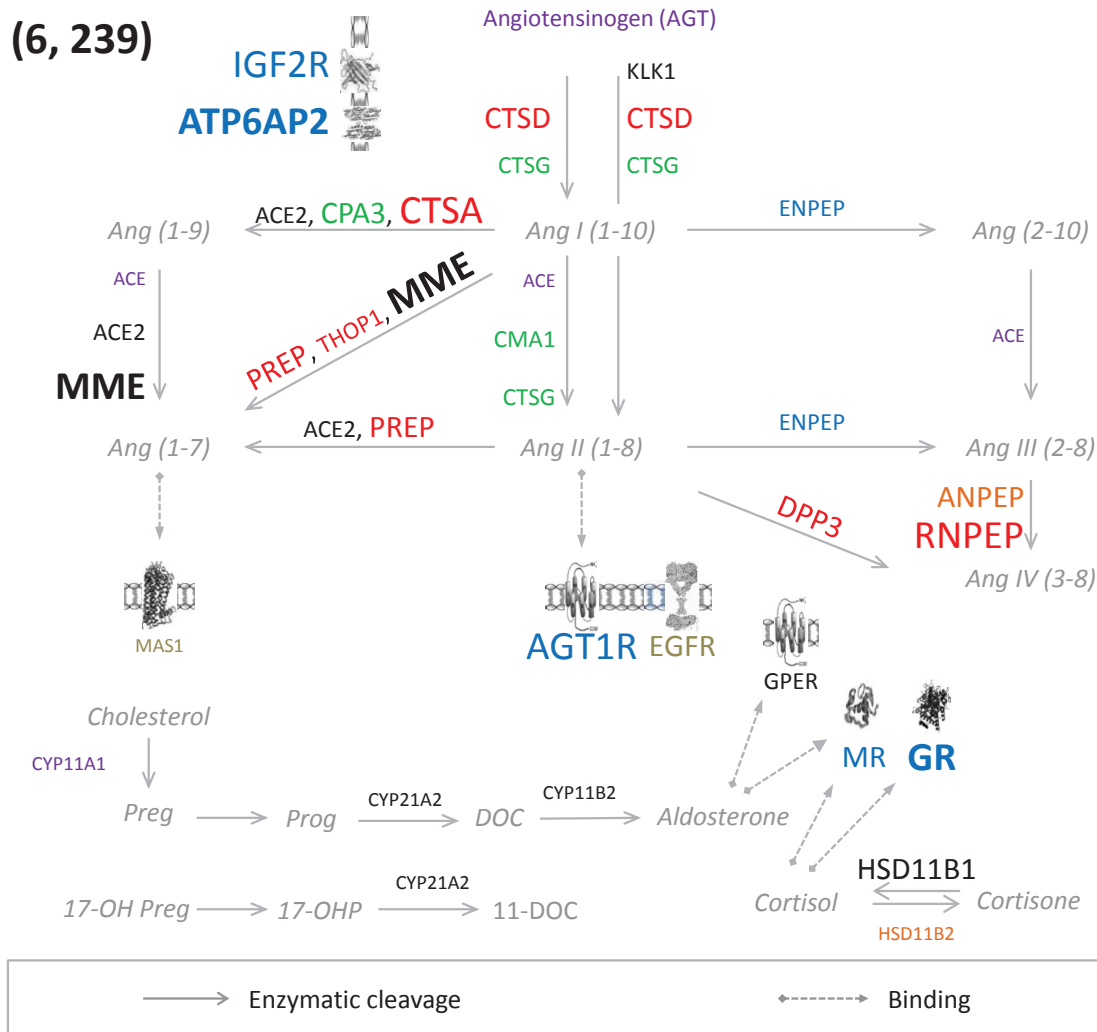 (6, 239)
Angiotensinogen (AGT)
IGF2R
ATP6AP2
KLK1
CTSD
CTSD
CTSG
CTSG
ACE2, CPA3, CTSA
ENPEP
Ang (1-9)
Ang I (1-10)
Ang (2-10)
ACE
ACE2
MME
PREP, THOP1, MME
ACE
CMA1
CTSG
ACE
ACE2, PREP
ENPEP
Ang (1-7)
Ang II (1-8)
Ang III (2-8)
DPP3
ANPEP
RNPEP
Ang IV (3-8)
MAS1
AGT1R
EGFR
GPER
MR
GR
Cholesterol
CYP11A1
Preg
Prog
CYP21A2
DOC
CYP11B2
Aldosterone
17-OH Preg
17-OHP
CYP21A2
11-DOC
Cortisol
HSD11B1
HSD11B2
Cortisone
Enzymatic cleavage
Binding